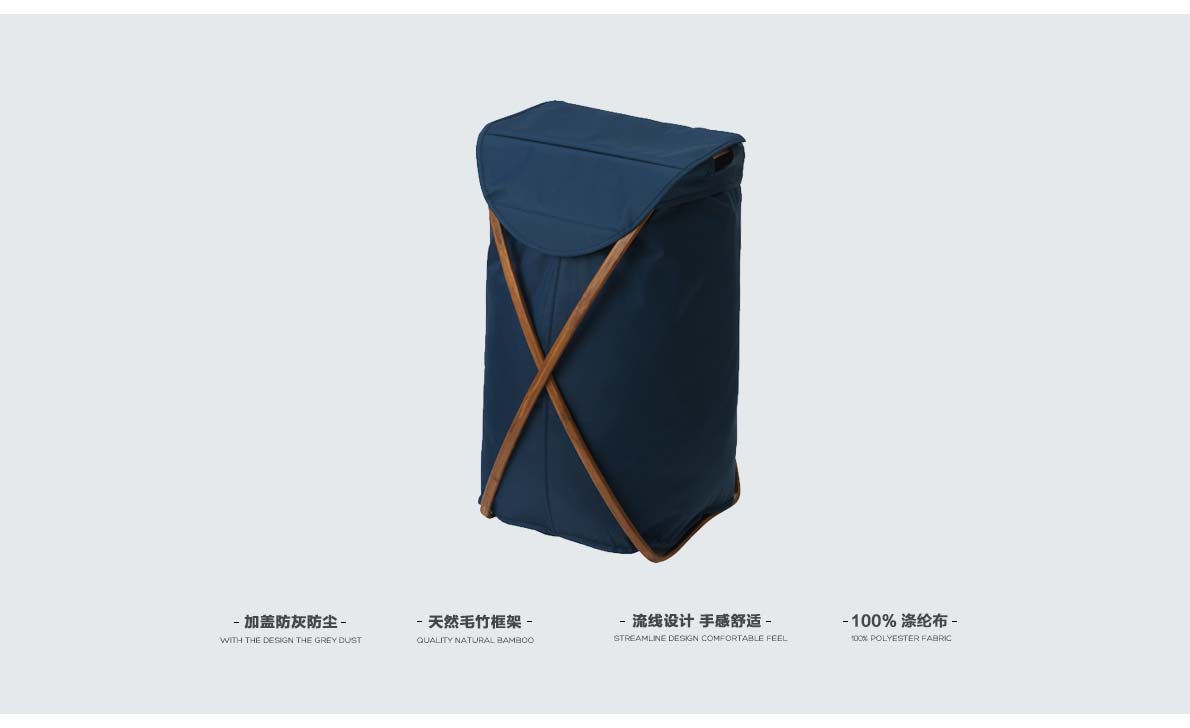 - 加盖防灰防尘 -
WITH THE DESIGN THE GREY DUST
- 天然毛竹框架 -
QUALITY NATURAL BAMBOO
- 流线设计 手感舒适 -
STREAMLINE DESIGN COMFORTABLE FEEL
- 100% 涤纶布 -
100% POLYESTER FABRIC